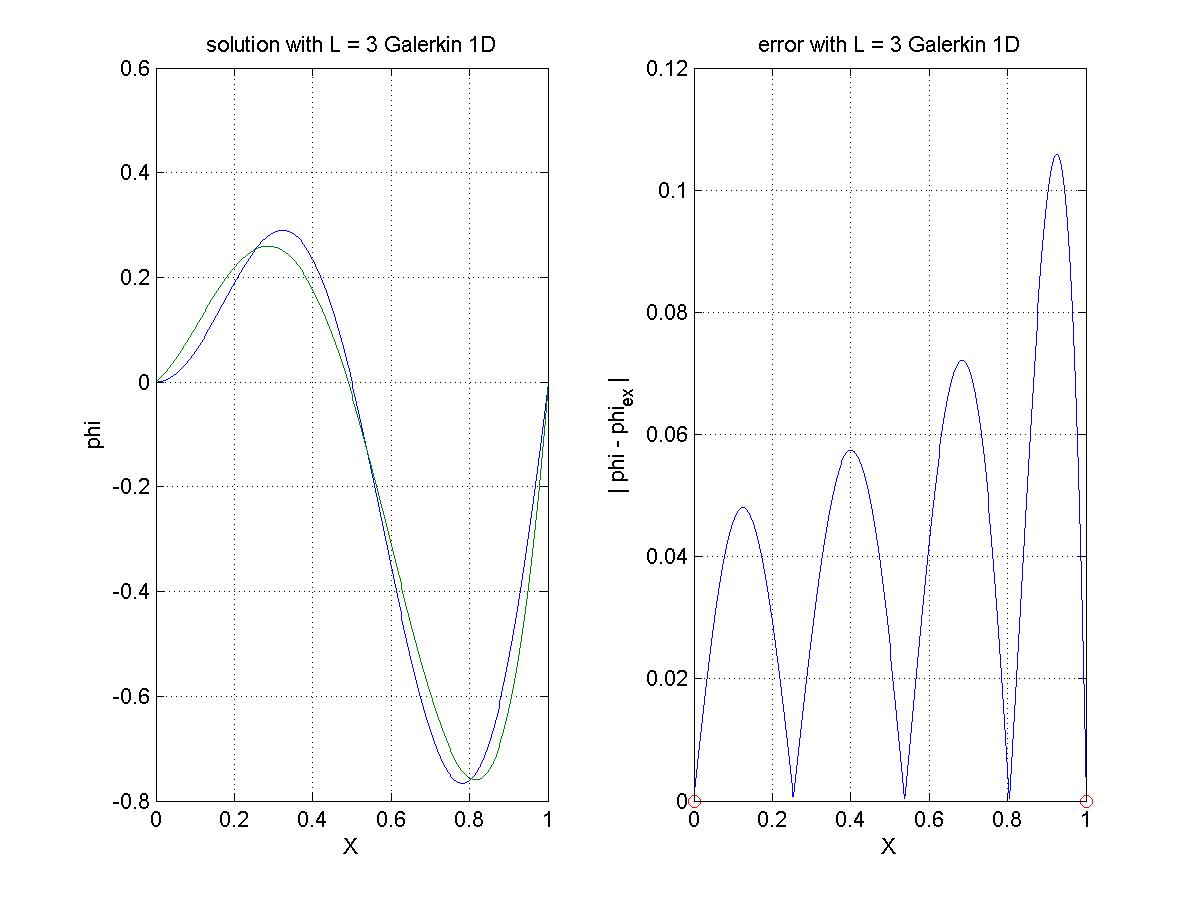 solution with L = 3 Galerkin 1D
0.6
0.4
0.2
0
-0.2
-0.4
-0.6
-0.8
phi
0 0.2 0.4 0.6 0.8 1
X
error with L = 3 Galerkin 1D
0.12
0.1
0.08
0.06
0.04
0.02
0
| phi - phi_ex |
0 0.2 0.4 0.6 0.8 1
X